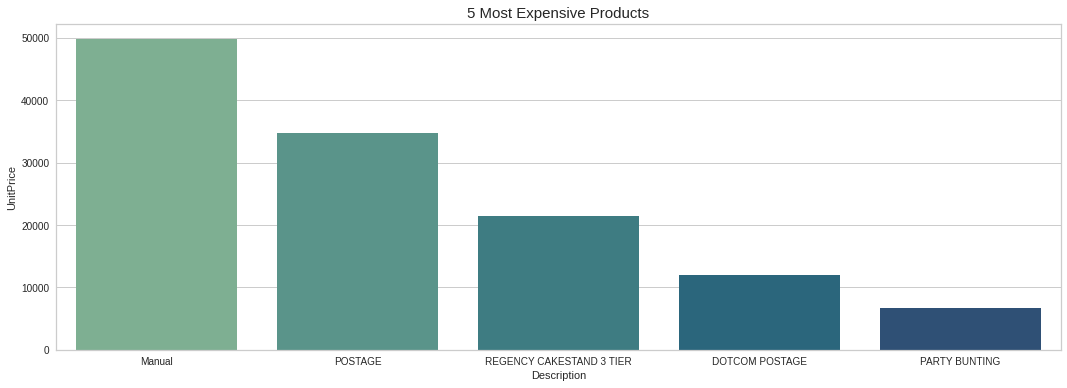 5 Most Expensive Products
UnitPrice
50000
40000
30000
20000
10000
0
Manual
POSTAGE
REGENCY CAKESTAND 3 TIER
DOTCOM POSTAGE
PARTY BUNTING
Description